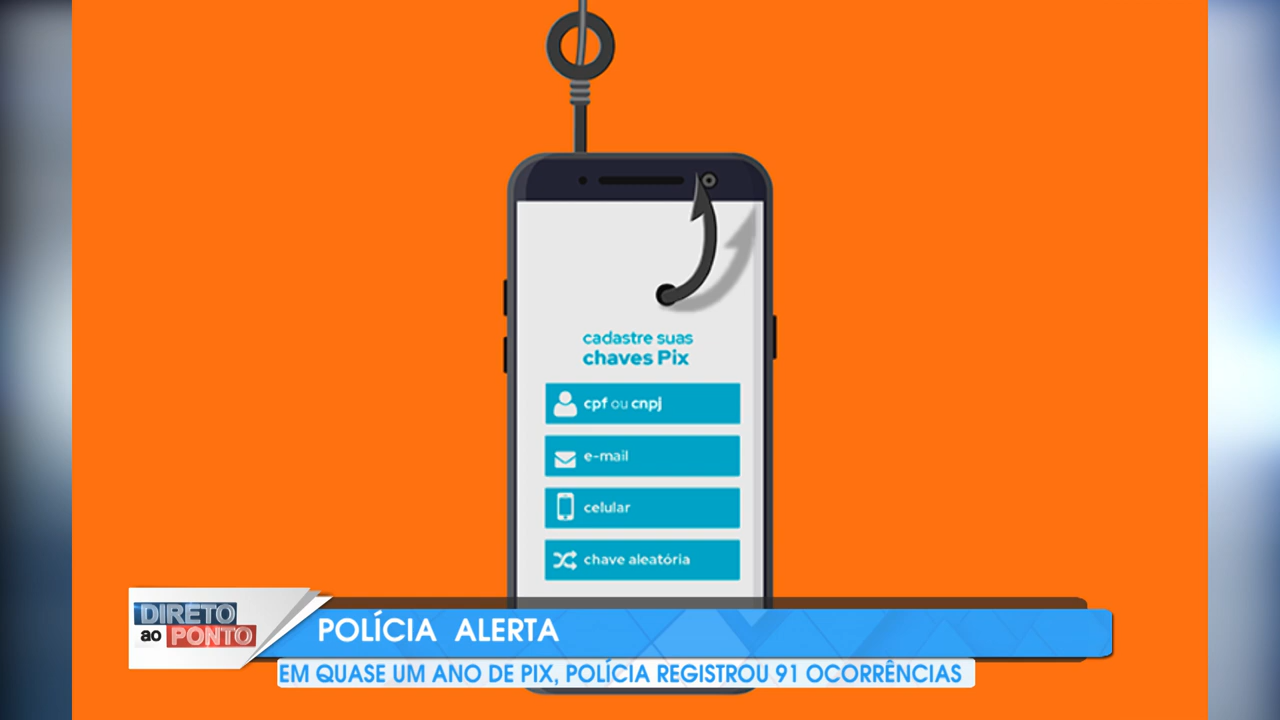 cadastre suas
chaves Pix
cpf ou cnpj
e-mail
celular
chave aleatória
DIRETO
ao PONTO
POLÍCIA ALERTA
EM QUASE UM ANO DE PIX, POLÍCIA REGISTROU 91 OCORRÊNCIAS